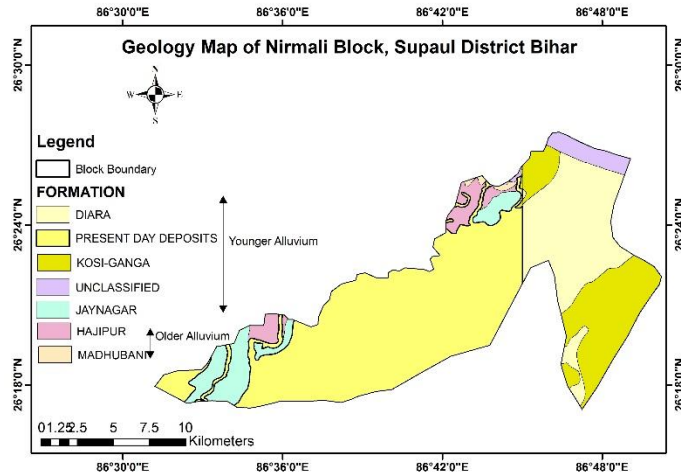 86°30'0"E 86°36'0"E 86°42'0"E 86°48'0"E
Geology Map of Nirmali Block, Supaul District Bihar
26°30'0"N
26°30'0"N
N
W E
S
Legend
Block Boundary
FORMATION
DIARA
PRESENT DAY DEPOSITS
KOSI-GANGA
UNCLASSIFIED
JAYNAGAR
HAJIPUR
MADHUBANI
Younger Alluvium
Older Alluvium
26°24'0"N
26°24'0"N
26°18'0"N
26°18'0"N
0 1.25 2.5 5 7.5 10
Kilometers
86°30'0"E 86°36'0"E 86°42'0"E 86°48'0"E